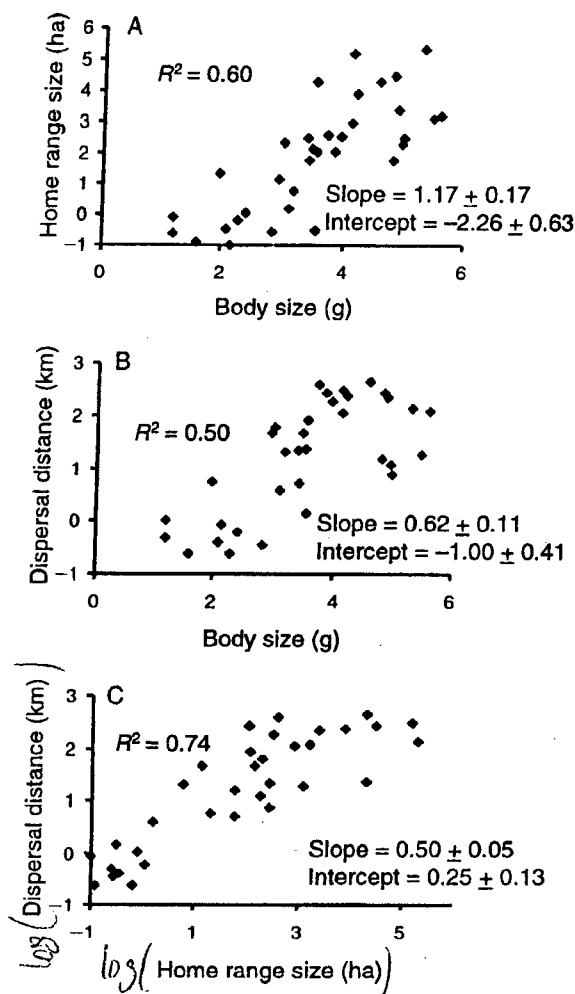 A
Home range size (ha)
6
5
4
3
2
1
0
−1
R² = 0.60
Slope = 1.17 ± 0.17
Intercept = −2.26 ± 0.63
0 2 4 6
Body size (g)
B
Dispersal distance (km)
3
2
1
0
−1
R² = 0.50
Slope = 0.62 ± 0.11
Intercept = −1.00 ± 0.41
0 2 4 6
Body size (g)
C
log(Dispersal distance (km))
3
2
1
0
−1
R² = 0.74
Slope = 0.50 ± 0.05
Intercept = 0.25 ± 0.13
−1 1 3 5
log(Home range size (ha))